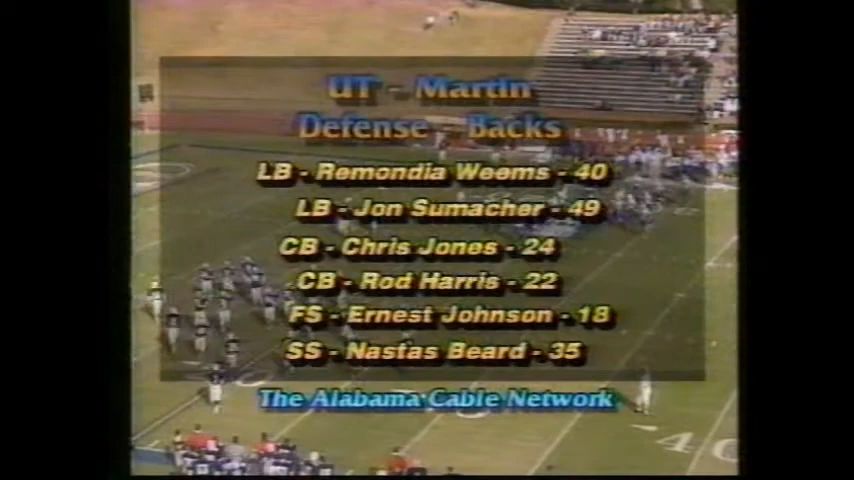 UT - Martin
Defense - Backs
LB - Remondia Weems - 40
LB - Jon Sumacher - 49
CB - Chris Jones - 24
CB - Rod Harris - 22
FS - Ernest Johnson - 18
SS - Nastas Beard - 35
The Alabama Cable Network
40